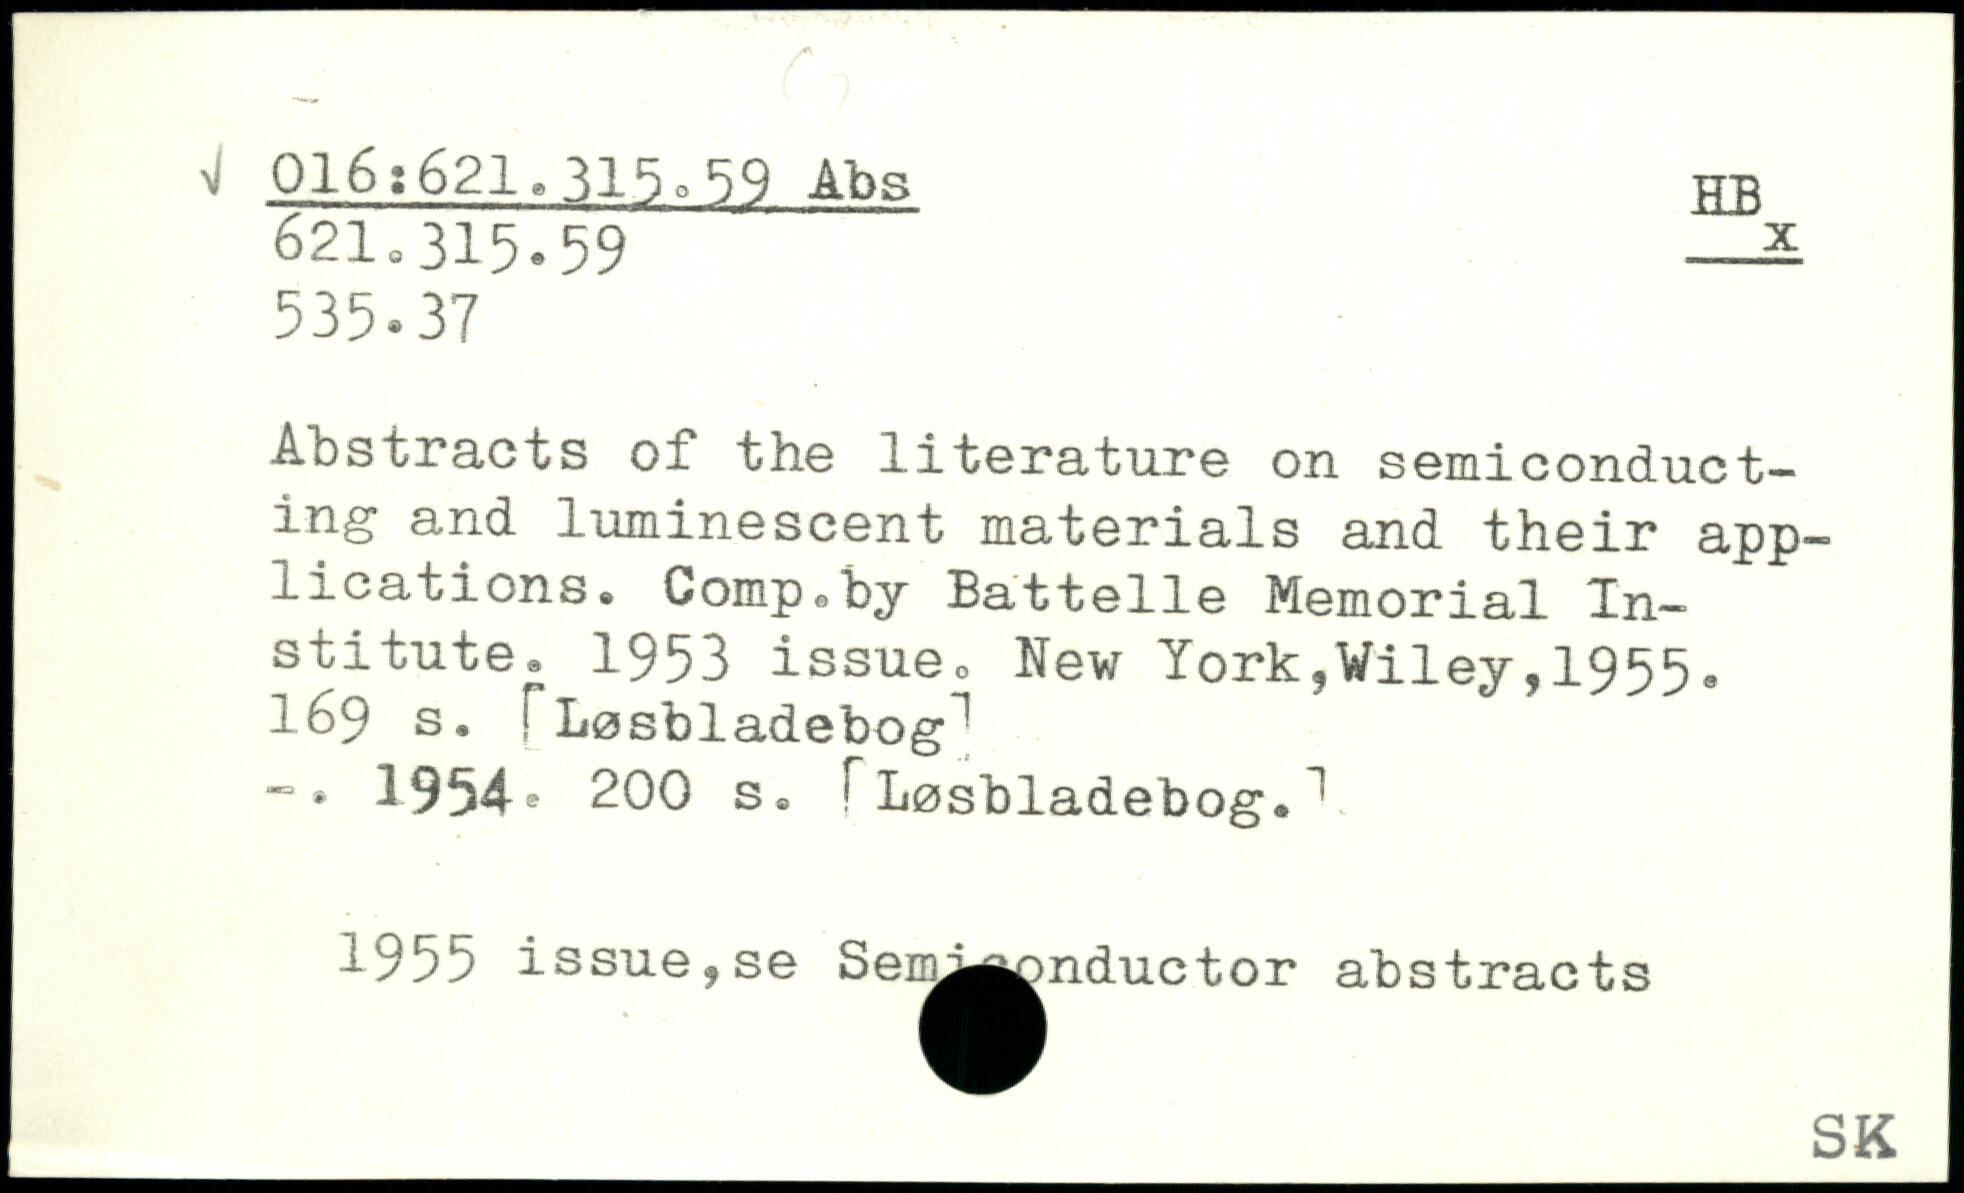 √ 016:621.315.59 Abs
HB
x
621.315.59
535.37
Abstracts of the literature on semiconduct-
ing and luminescent materials and their app-
lications. Comp.by Battelle Memorial In-
stitute. 1953 issue. New York,Wiley,1955.
169 s. [Løsbladebog]
-. 1954. 200 s. [Løsbladebog.]
1955 issue,se Semiconductor abstracts
SK